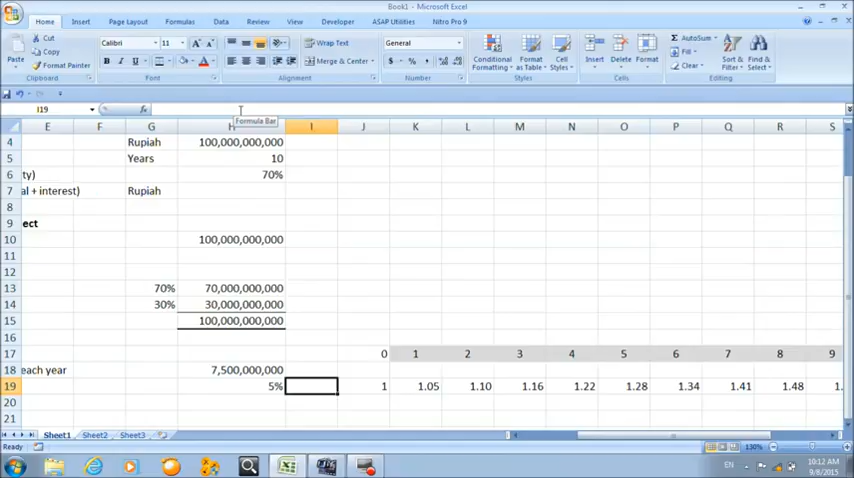 Book1 - Microsoft Excel
Home Insert Page Layout Formulas Data Review View Developer ASAP Utilities Nitro Pro 9
Cut
Copy
Format Painter
Paste
Clipboard
Calibri 11
B I U
Font
Wrap Text
Merge & Center
Alignment
General
$ % ,
Number
Conditional Formatting
Format as Table
Cell Styles
Styles
Insert Delete Format
Cells
AutoSum
Fill
Clear
Sort & Filter
Find & Select
Editing
I19 fx
Formula Bar
E F G H I J K L M N O P Q R S
4 Rupiah 100,000,000,000
5 Years 10
6 ty) 70%
7 al + interest) Rupiah
8
9 ect
10 100,000,000,000
11
12
13 70% 70,000,000,000
14 30% 30,000,000,000
15 100,000,000,000
16
17 0 1 2 3 4 5 6 7 8 9
18 each year 7,500,000,000
19 5% 1 1.05 1.10 1.16 1.22 1.28 1.34 1.41 1.48 1.
20
21
Sheet1 Sheet2 Sheet3
Ready 130%
EN 10:12 AM
9/8/2015